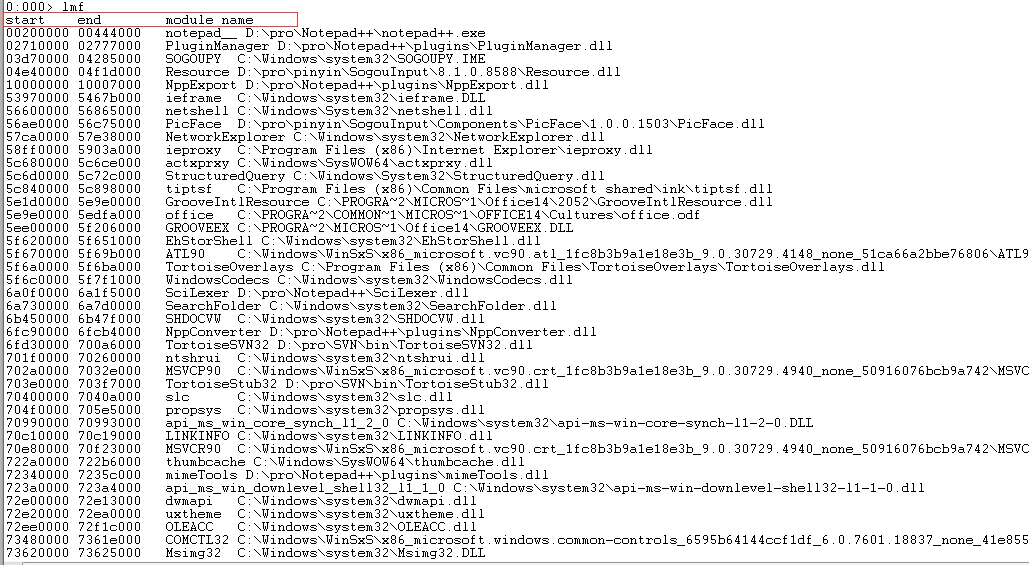 0:000> lmf
start    end        module name
00200000 00444000   notepad__ D:\pro\Notepad++\notepad++.exe
02710000 02777000   PluginManager D:\pro\Notepad++\plugins\PluginManager.dll
03d70000 04285000   SOGOUPY  C:\Windows\system32\SOGOUPY.IME
04e40000 04f1d000   Resource D:\pro\pinyin\SogouInput\8.1.0.8588\Resource.dll
10000000 10007000   NppExport D:\pro\Notepad++\plugins\NppExport.dll
53970000 5467b000   ieframe  C:\Windows\system32\ieframe.DLL
56600000 56865000   netshell C:\Windows\System32\netshell.dll
56ae0000 56c75000   PicFace  D:\pro\pinyin\SogouInput\Components\PicFace\1.0.0.1503\PicFace.dll
57ca0000 57e38000   NetworkExplorer C:\Windows\system32\NetworkExplorer.dll
58ff0000 5903a000   ieproxy  C:\Program Files (x86)\Internet Explorer\ieproxy.dll
5c680000 5c6ce000   actxprxy C:\Windows\SysWOW64\actxprxy.dll
5c6d0000 5c72c000   StructuredQuery C:\Windows\System32\StructuredQuery.dll
5c840000 5c898000   tiptsf   C:\Program Files (x86)\Common Files\microsoft shared\ink\tiptsf.dll
5e1d0000 5e9e0000   GrooveIntlResource C:\PROGRA~2\MICROS~1\Office14\2052\GrooveIntlResource.dll
5e9e0000 5edfa000   office   C:\PROGRA~2\COMMON~1\MICROS~1\OFFICE14\Cultures\office.odf
5ee00000 5f206000   GROOVEEX C:\PROGRA~2\MICROS~1\Office14\GROOVEEX.DLL
5f620000 5f651000   EhStorShell C:\Windows\system32\EhStorShell.dll
5f670000 5f69b000   ATL90    C:\Windows\WinSxS\x86_microsoft.vc90.atl_1fc8b3b9a1e18e3b_9.0.30729.4148_none_51ca66a2bbe76806\ATL9
5f6a0000 5f6ba000   TortoiseOverlays C:\Program Files (x86)\Common Files\TortoiseOverlays\TortoiseOverlays.dll
5f6c0000 5f7f1000   WindowsCodecs C:\Windows\system32\WindowsCodecs.dll
6a0f0000 6a1f5000   SciLexer D:\pro\Notepad++\SciLexer.dll
6a730000 6a7d0000   SearchFolder C:\Windows\system32\SearchFolder.dll
6b450000 6b47f000   SHDOCVW  C:\Windows\system32\SHDOCVW.dll
6fc90000 6fcb4000   NppConverter D:\pro\Notepad++\plugins\NppConverter.dll
6fd30000 700a6000   TortoiseSVN32 D:\pro\SVN\bin\TortoiseSVN32.dll
701f0000 70260000   ntshrui  C:\Windows\system32\ntshrui.dll
702a0000 7032e000   MSVCP90  C:\Windows\WinSxS\x86_microsoft.vc90.crt_1fc8b3b9a1e18e3b_9.0.30729.4940_none_50916076bcb9a742\MSVC
703e0000 703f7000   TortoiseStub32 D:\pro\SVN\bin\TortoiseStub32.dll
70400000 7040a000   slc      C:\Windows\system32\slc.dll
704f0000 705e5000   propsys  C:\Windows\system32\propsys.dll
70990000 70993000   api_ms_win_core_synch_l1_2_0 C:\Windows\system32\api-ms-win-core-synch-l1-2-0.DLL
70c10000 70c19000   LINKINFO C:\Windows\system32\LINKINFO.dll
70e80000 70f23000   MSVCR90  C:\Windows\WinSxS\x86_microsoft.vc90.crt_1fc8b3b9a1e18e3b_9.0.30729.4940_none_50916076bcb9a742\MSVC
722a0000 722b6000   thumbcache C:\Windows\SysWOW64\thumbcache.dll
72340000 7235c000   mimeTools D:\pro\Notepad++\plugins\mimeTools.dll
723a0000 723a4000   api_ms_win_downlevel_shell32_l1_1_0 C:\Windows\system32\api-ms-win-downlevel-shell32-l1-1-0.dll
72e00000 72e13000   dwmapi   C:\Windows\system32\dwmapi.dll
72e20000 72ea0000   uxtheme  C:\Windows\system32\uxtheme.dll
72ee0000 72f1c000   OLEACC   C:\Windows\system32\OLEACC.dll
73480000 7361e000   COMCTL32 C:\Windows\WinSxS\x86_microsoft.windows.common-controls_6595b64144ccf1df_6.0.7601.18837_none_41e855
73620000 73625000   Msimg32  C:\Windows\system32\Msimg32.DLL